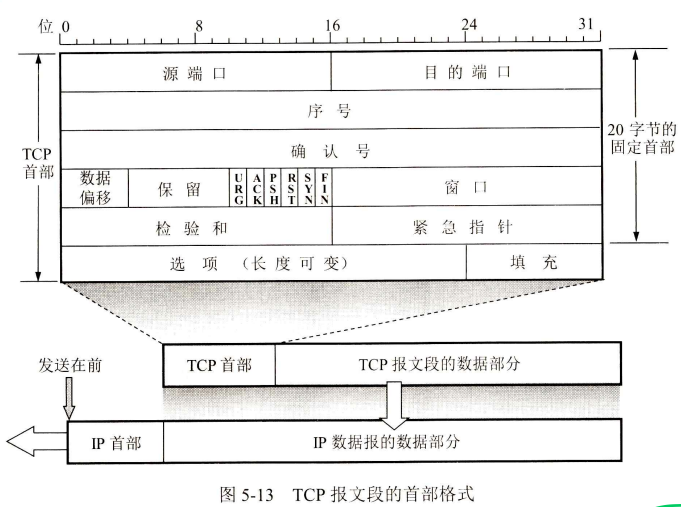 位 0 8 16 24 31
源端口 目的端口
序号
确认号
TCP
首部
20 字节的
固定首部
数据
偏移
保留
URG ACK PSH RST SYN FIN
窗口
检验和 紧急指针
选项 （长度可变） 填充
发送在前
TCP 首部 TCP 报文段的数据部分
IP 首部 IP 数据报的数据部分
图 5-13 TCP 报文段的首部格式